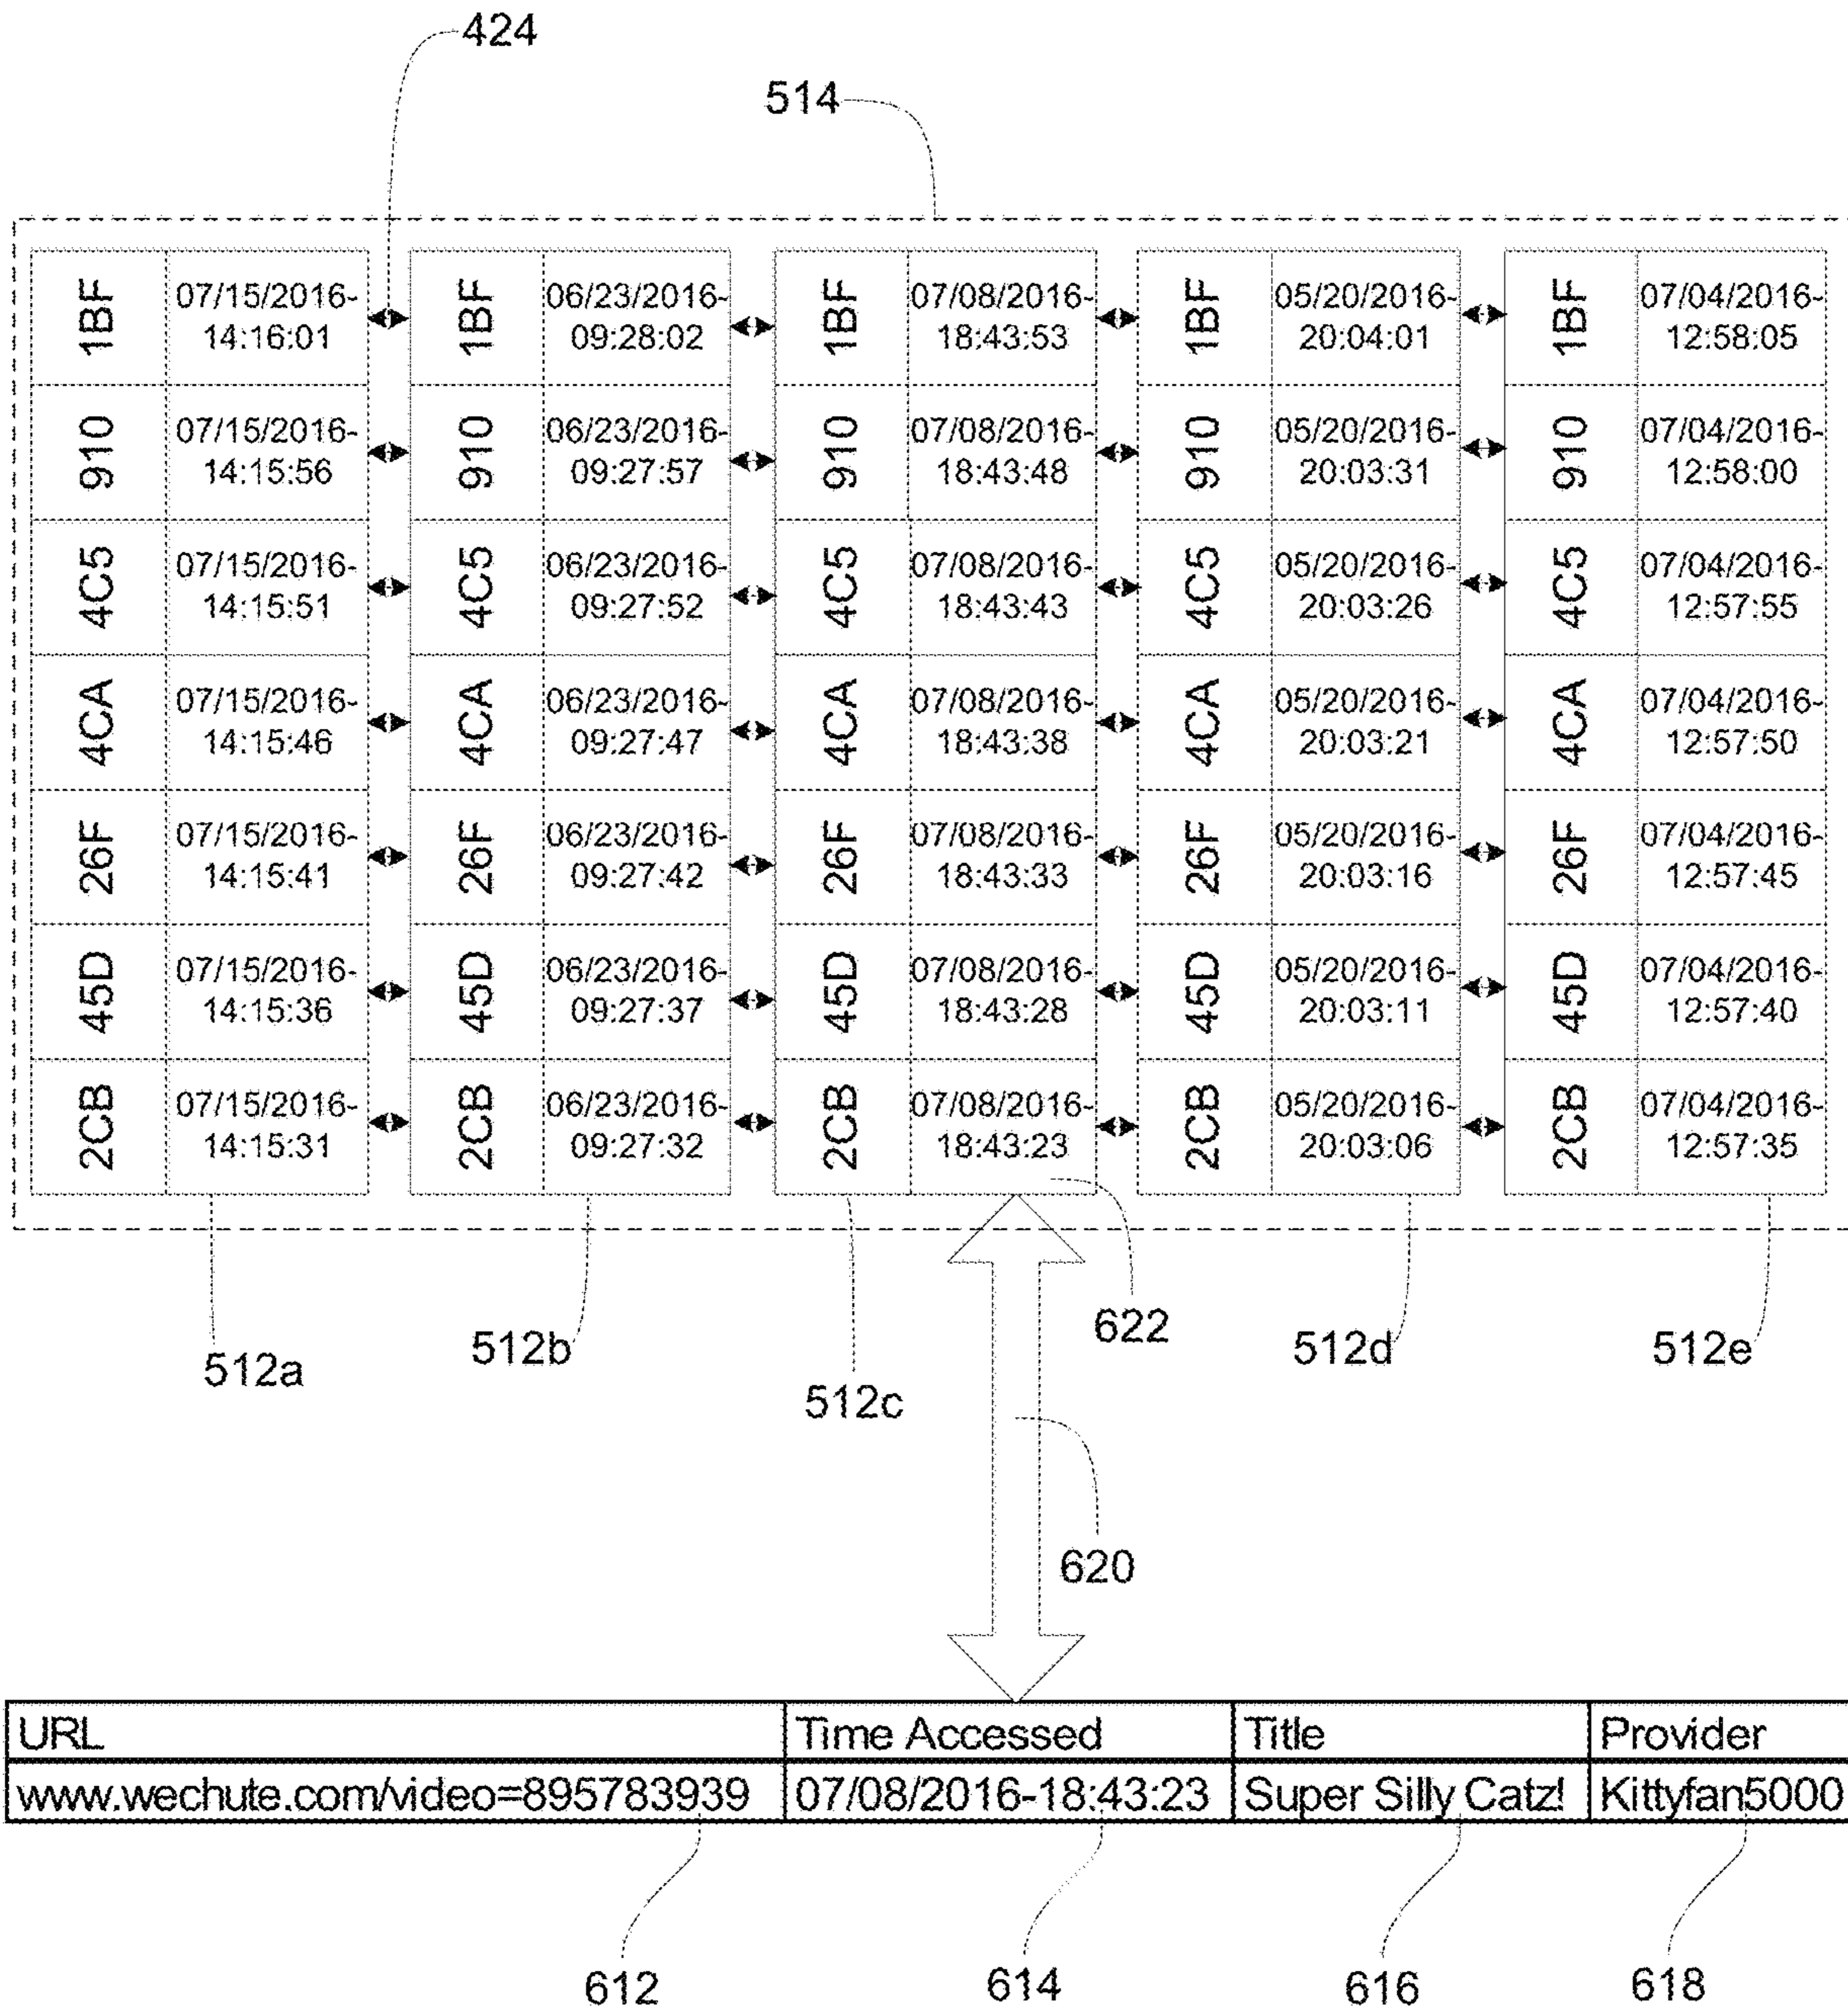 424
514
1BF 07/15/2016- 1BF 06/23/2016- 1BF 07/08/2016- 1BF 05/20/2016- 1BF 07/04/2016-
14:16:01 09:28:02 18:43:53 20:04:01 12:58:05
910 07/15/2016- 910 06/23/2016- 910 07/08/2016- 910 05/20/2016- 910 07/04/2016-
14:15:56 09:27:57 18:43:48 20:03:31 12:58:00
4C5 07/15/2016- 4C5 06/23/2016- 4C5 07/08/2016- 4C5 05/20/2016- 4C5 07/04/2016-
14:15:51 09:27:52 18:43:43 20:03:26 12:57:55
4CA 07/15/2016- 4CA 06/23/2016- 4CA 07/08/2016- 4CA 05/20/2016- 4CA 07/04/2016-
14:15:46 09:27:47 18:43:38 20:03:21 12:57:50
26F 07/15/2016- 26F 06/23/2016- 26F 07/08/2016- 26F 05/20/2016- 26F 07/04/2016-
14:15:41 09:27:42 18:43:33 20:03:16 12:57:45
45D 07/15/2016- 45D 06/23/2016- 45D 07/08/2016- 45D 05/20/2016- 45D 07/04/2016-
14:15:36 09:27:37 18:43:28 20:03:11 12:57:40
2CB 07/15/2016- 2CB 06/23/2016- 2CB 07/08/2016- 2CB 05/20/2016- 2CB 07/04/2016-
14:15:31 09:27:32 18:43:23 20:03:06 12:57:35
622
512a 512b 512c 512d 512e
620
URL Time Accessed Title Provider
www.wechute.com/video=895783939 07/08/2016-18:43:23 Super Silly Catz! Kittyfan5000
612 614 616 618